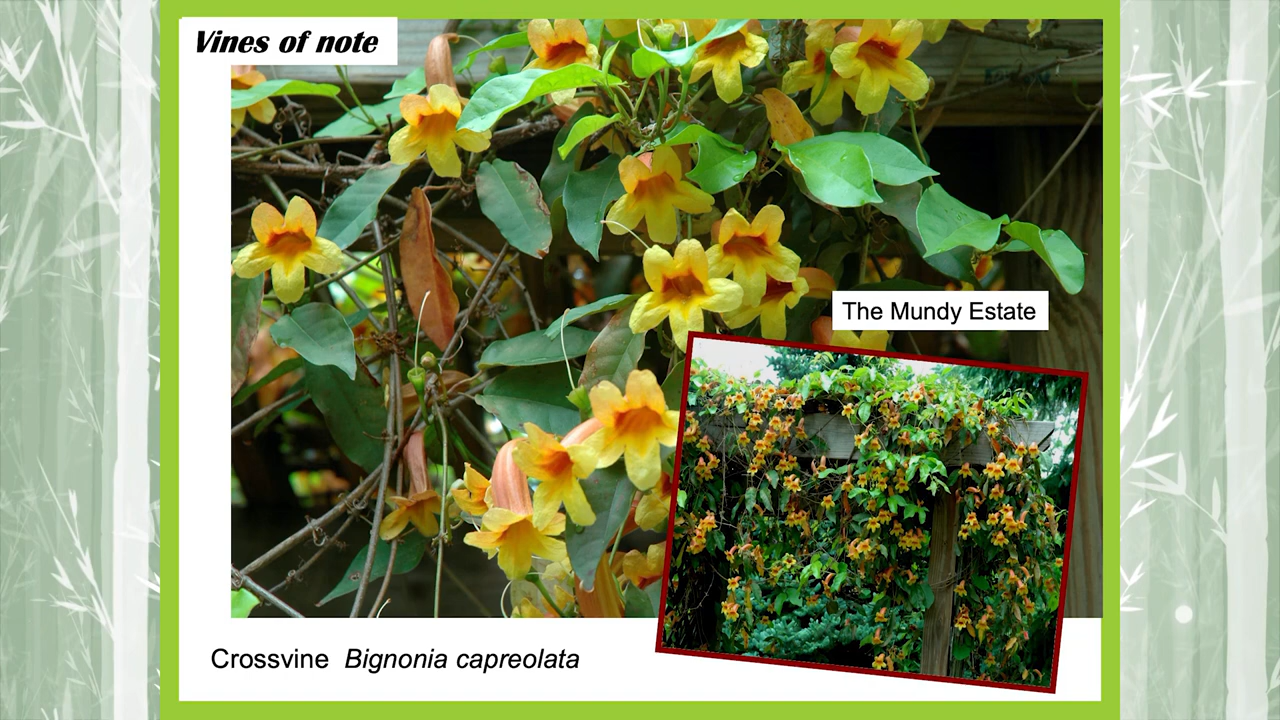 Vines of note
The Mundy Estate
Crossvine Bignonia capreolata